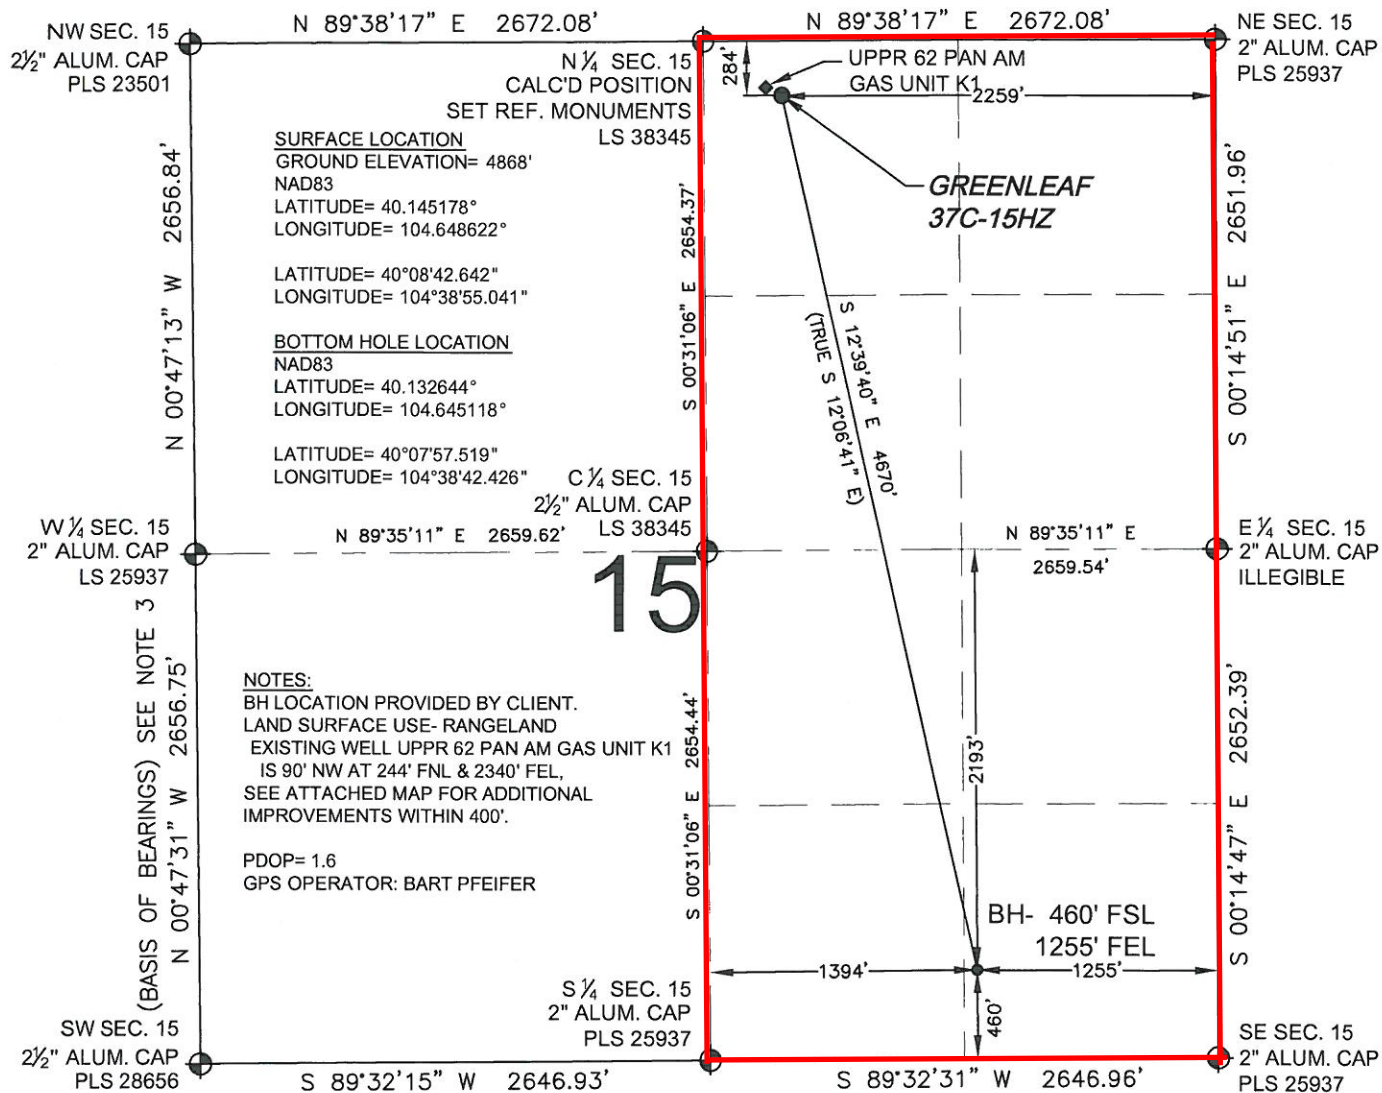 NW SEC. 15
2½" ALUM. CAP
PLS 23501
N 89°38'17" E 2672.08'
N 89°38'17" E 2672.08'
NE SEC. 15
2" ALUM. CAP
PLS 25937
N ¼ SEC. 15
CALC'D POSITION
SET REF. MONUMENTS
LS 38345
284'
UPPR 62 PAN AM
GAS UNIT K1
2259'
GREENLEAF
37C-15HZ
SURFACE LOCATION
GROUND ELEVATION= 4868'
NAD83
LATITUDE= 40.145178°
LONGITUDE= 104.648622°
LATITUDE= 40°08'42.642"
LONGITUDE= 104°38'55.041"
BOTTOM HOLE LOCATION
NAD83
LATITUDE= 40.132644°
LONGITUDE= 104.645118°
LATITUDE= 40°07'57.519"
LONGITUDE= 104°38'42.426"
N 00°47'13" W 2656.84'
S 00°31'06" E 2654.37'
S 12°39'40" E 4670'
(TRUE S 12°06'41" E)
S 00°14'51" E 2651.96'
W ¼ SEC. 15
2" ALUM. CAP
LS 25937
N 89°35'11" E 2659.62'
C ¼ SEC. 15
2½" ALUM. CAP
LS 38345
15
N 89°35'11" E
2659.54'
E ¼ SEC. 15
2" ALUM. CAP
ILLEGIBLE
(BASIS OF BEARINGS) SEE NOTE 3
N 00°47'31" W 2656.75'
NOTES:
BH LOCATION PROVIDED BY CLIENT.
LAND SURFACE USE- RANGELAND
EXISTING WELL UPPR 62 PAN AM GAS UNIT K1
IS 90' NW AT 244' FNL & 2340' FEL,
SEE ATTACHED MAP FOR ADDITIONAL
IMPROVEMENTS WITHIN 400'.
PDOP= 1.6
GPS OPERATOR: BART PFEIFER
S 00°31'06" E 2654.44'
2193'
S 00°14'47" E 2652.39'
BH- 460' FSL
1255' FEL
1394'
1255'
460'
S ¼ SEC. 15
2" ALUM. CAP
PLS 25937
SW SEC. 15
2½" ALUM. CAP
PLS 28656
S 89°32'15" W 2646.93'
S 89°32'31" W 2646.96'
SE SEC. 15
2" ALUM. CAP
PLS 25937